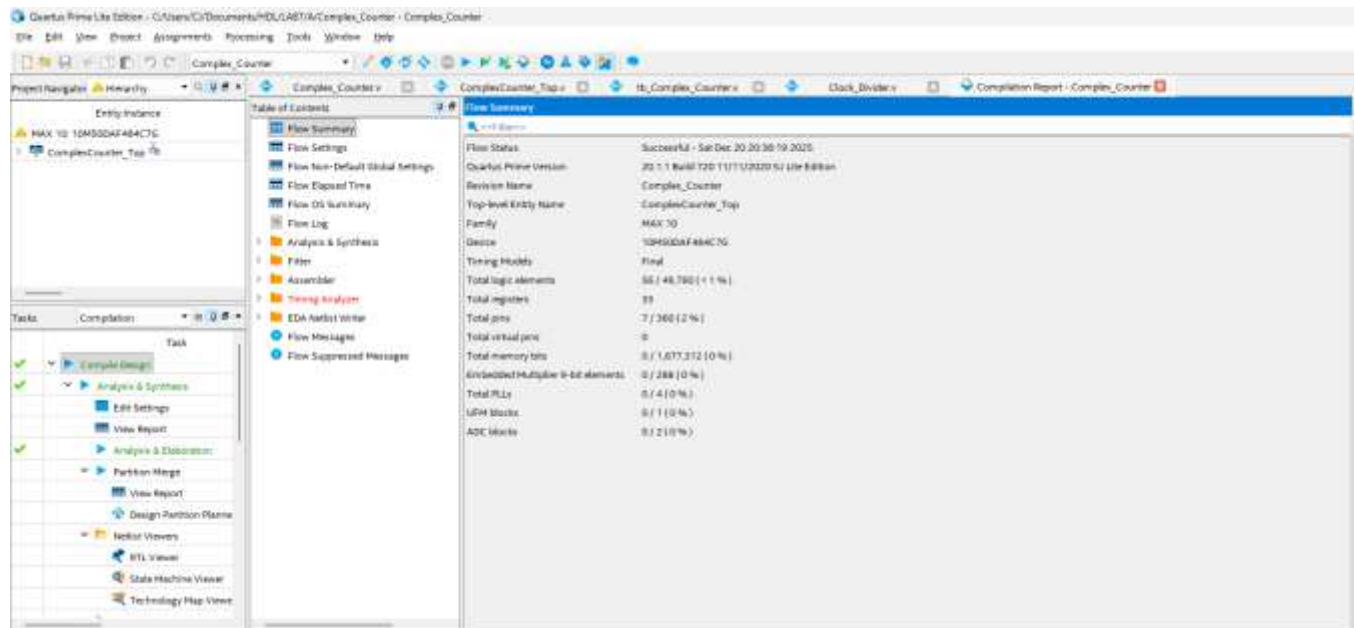 Quartus Prime Lite Edition - C:/Users/CJ/Documents/HDL/LAB7/A/Complex_Counter - Complex_Counter
File Edit View Project Assignments Processing Tools Window Help
Complex_Counter
Project Navigator Hierarchy
Complex_Counter.v ComplexCounter_Top.v tb_Complex_Counter.v Clock_Divider.v Compilation Report - Complex_Counter
Entity:Instance
MAX 10: 10M50DAF484C7G
ComplexCounter_Top
Table of Contents
Flow Summary
Flow Settings
Flow Non-Default Global Settings
Flow Elapsed Time
Flow OS Summary
Flow Log
Analysis & Synthesis
Fitter
Assembler
Timing Analyzer
EDA Netlist Writer
Flow Messages
Flow Suppressed Messages
Flow Summary
<<Filter>>
Flow Status Successful - Sat Dec 20 20:38:19 2025
Quartus Prime Version 20.1.1 Build 720 11/11/2020 SJ Lite Edition
Revision Name Complex_Counter
Top-level Entity Name ComplexCounter_Top
Family MAX 10
Device 10M50DAF484C7G
Timing Models Final
Total logic elements 55 / 49,760 ( < 1 % )
Total registers 33
Total pins 7 / 360 ( 2 % )
Total virtual pins 0
Total memory bits 0 / 1,677,312 ( 0 % )
Embedded Multiplier 9-bit elements 0 / 288 ( 0 % )
Total PLLs 0 / 4 ( 0 % )
UFM blocks 0 / 1 ( 0 % )
ADC blocks 0 / 2 ( 0 % )
Tasks Compilation
Task
Compile Design
Analysis & Synthesis
Edit Settings
View Report
Analysis & Elaboration
Partition Merge
View Report
Design Partition Planne
Netlist Viewers
RTL Viewer
State Machine Viewer
Technology Map Viewe